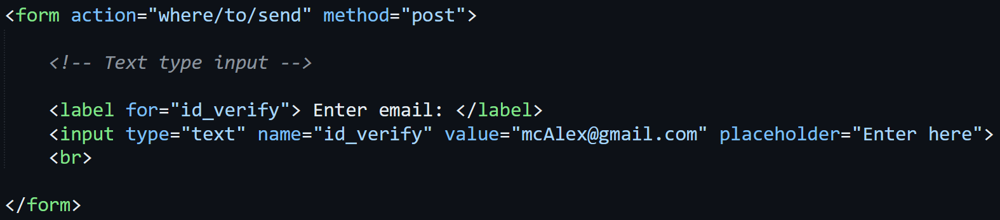 <form action="where/to/send" method="post">
<!-- Text type input -->
<label for="id_verify"> Enter email: </label>
<input type="text" name="id_verify" value="mcAlex@gmail.com" placeholder="Enter here">
<br>
</form>